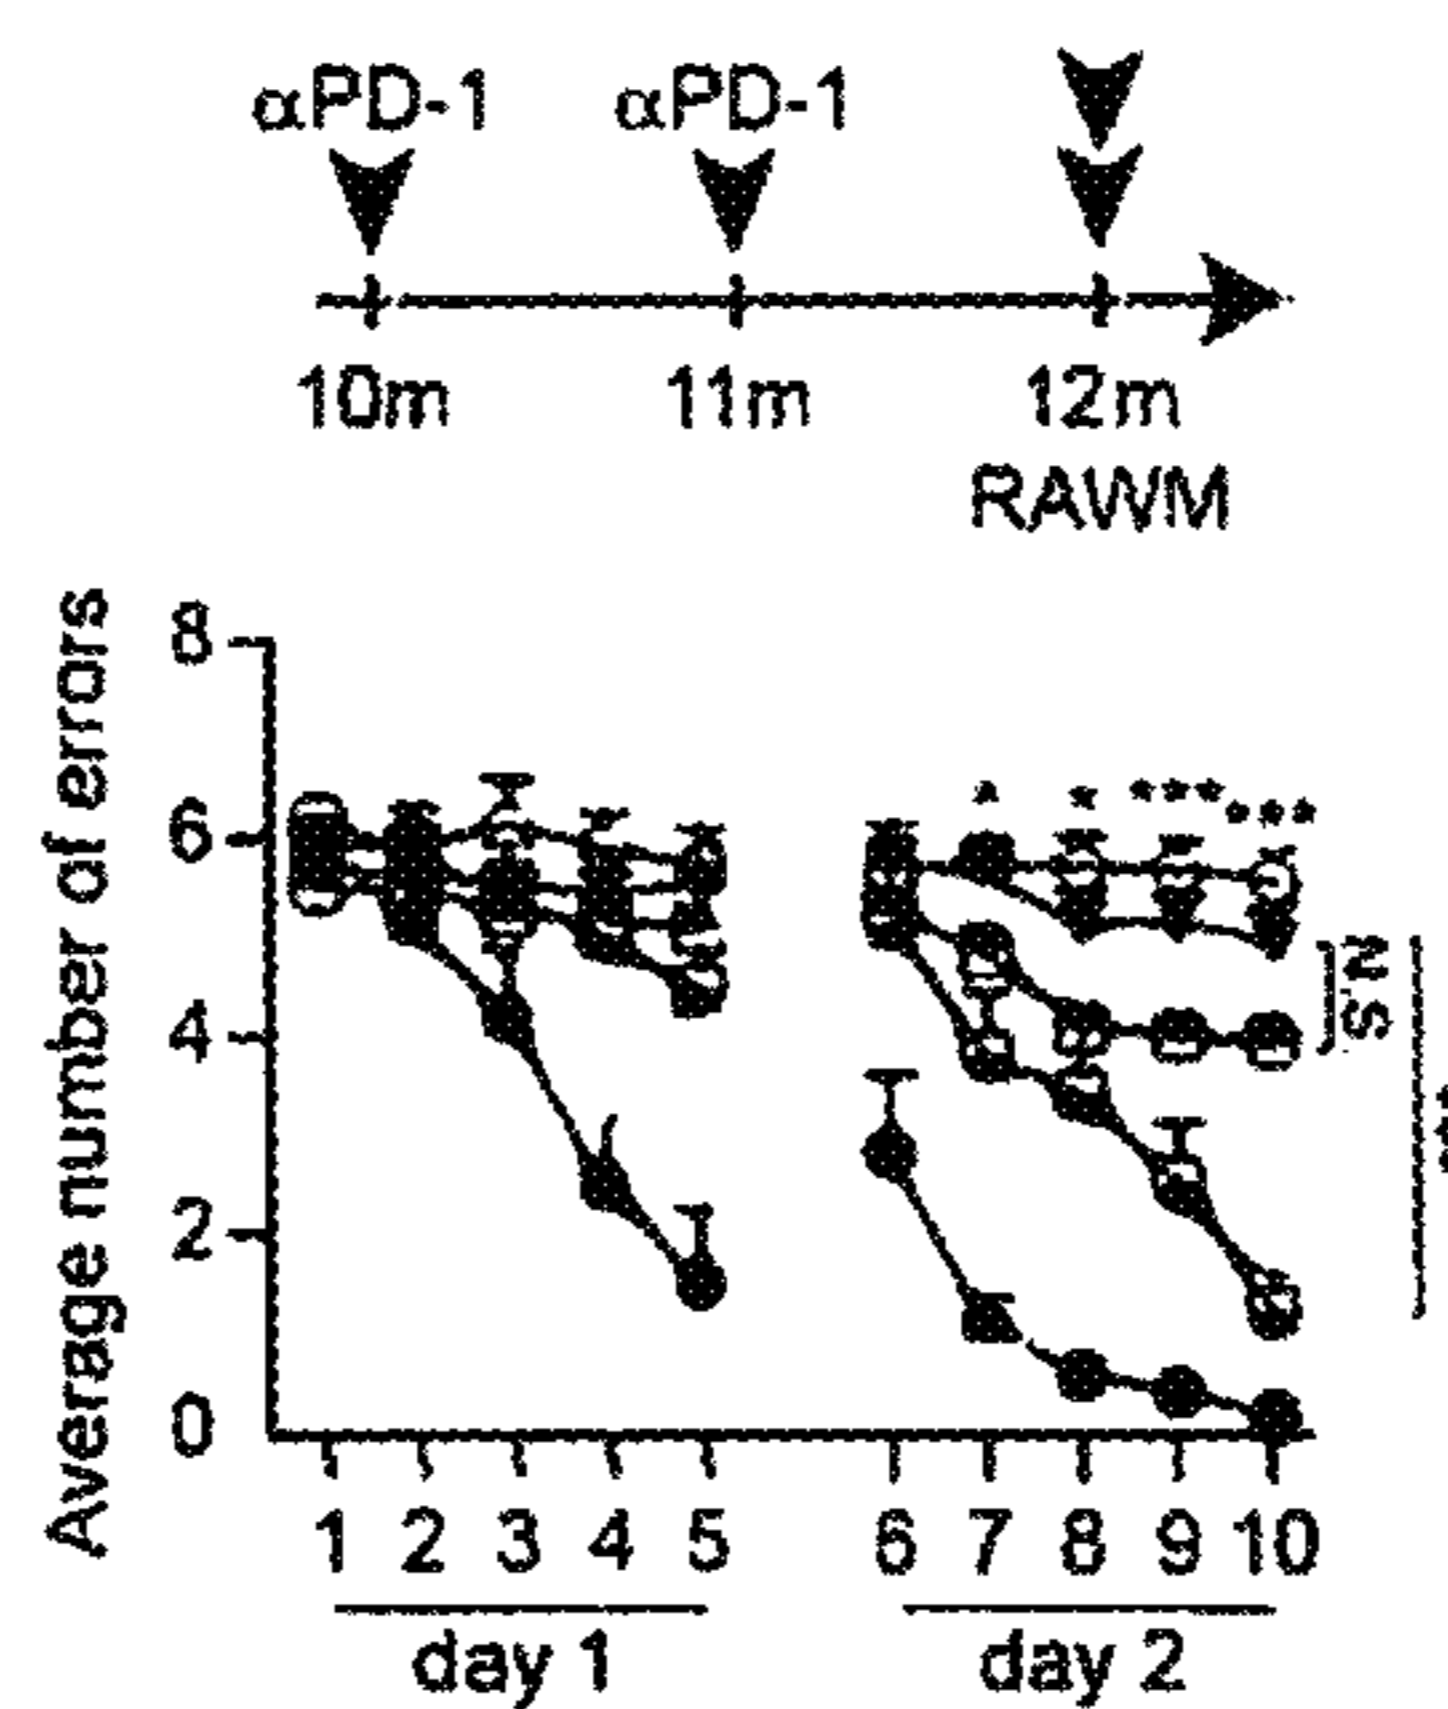 αPD-1 αPD-1
10m 11m 12m
RAWM
Average number of errors
8
6
4
2
0
* * *** ***
N.S
***
1 2 3 4 5 6 7 8 9 10
day 1 day 2